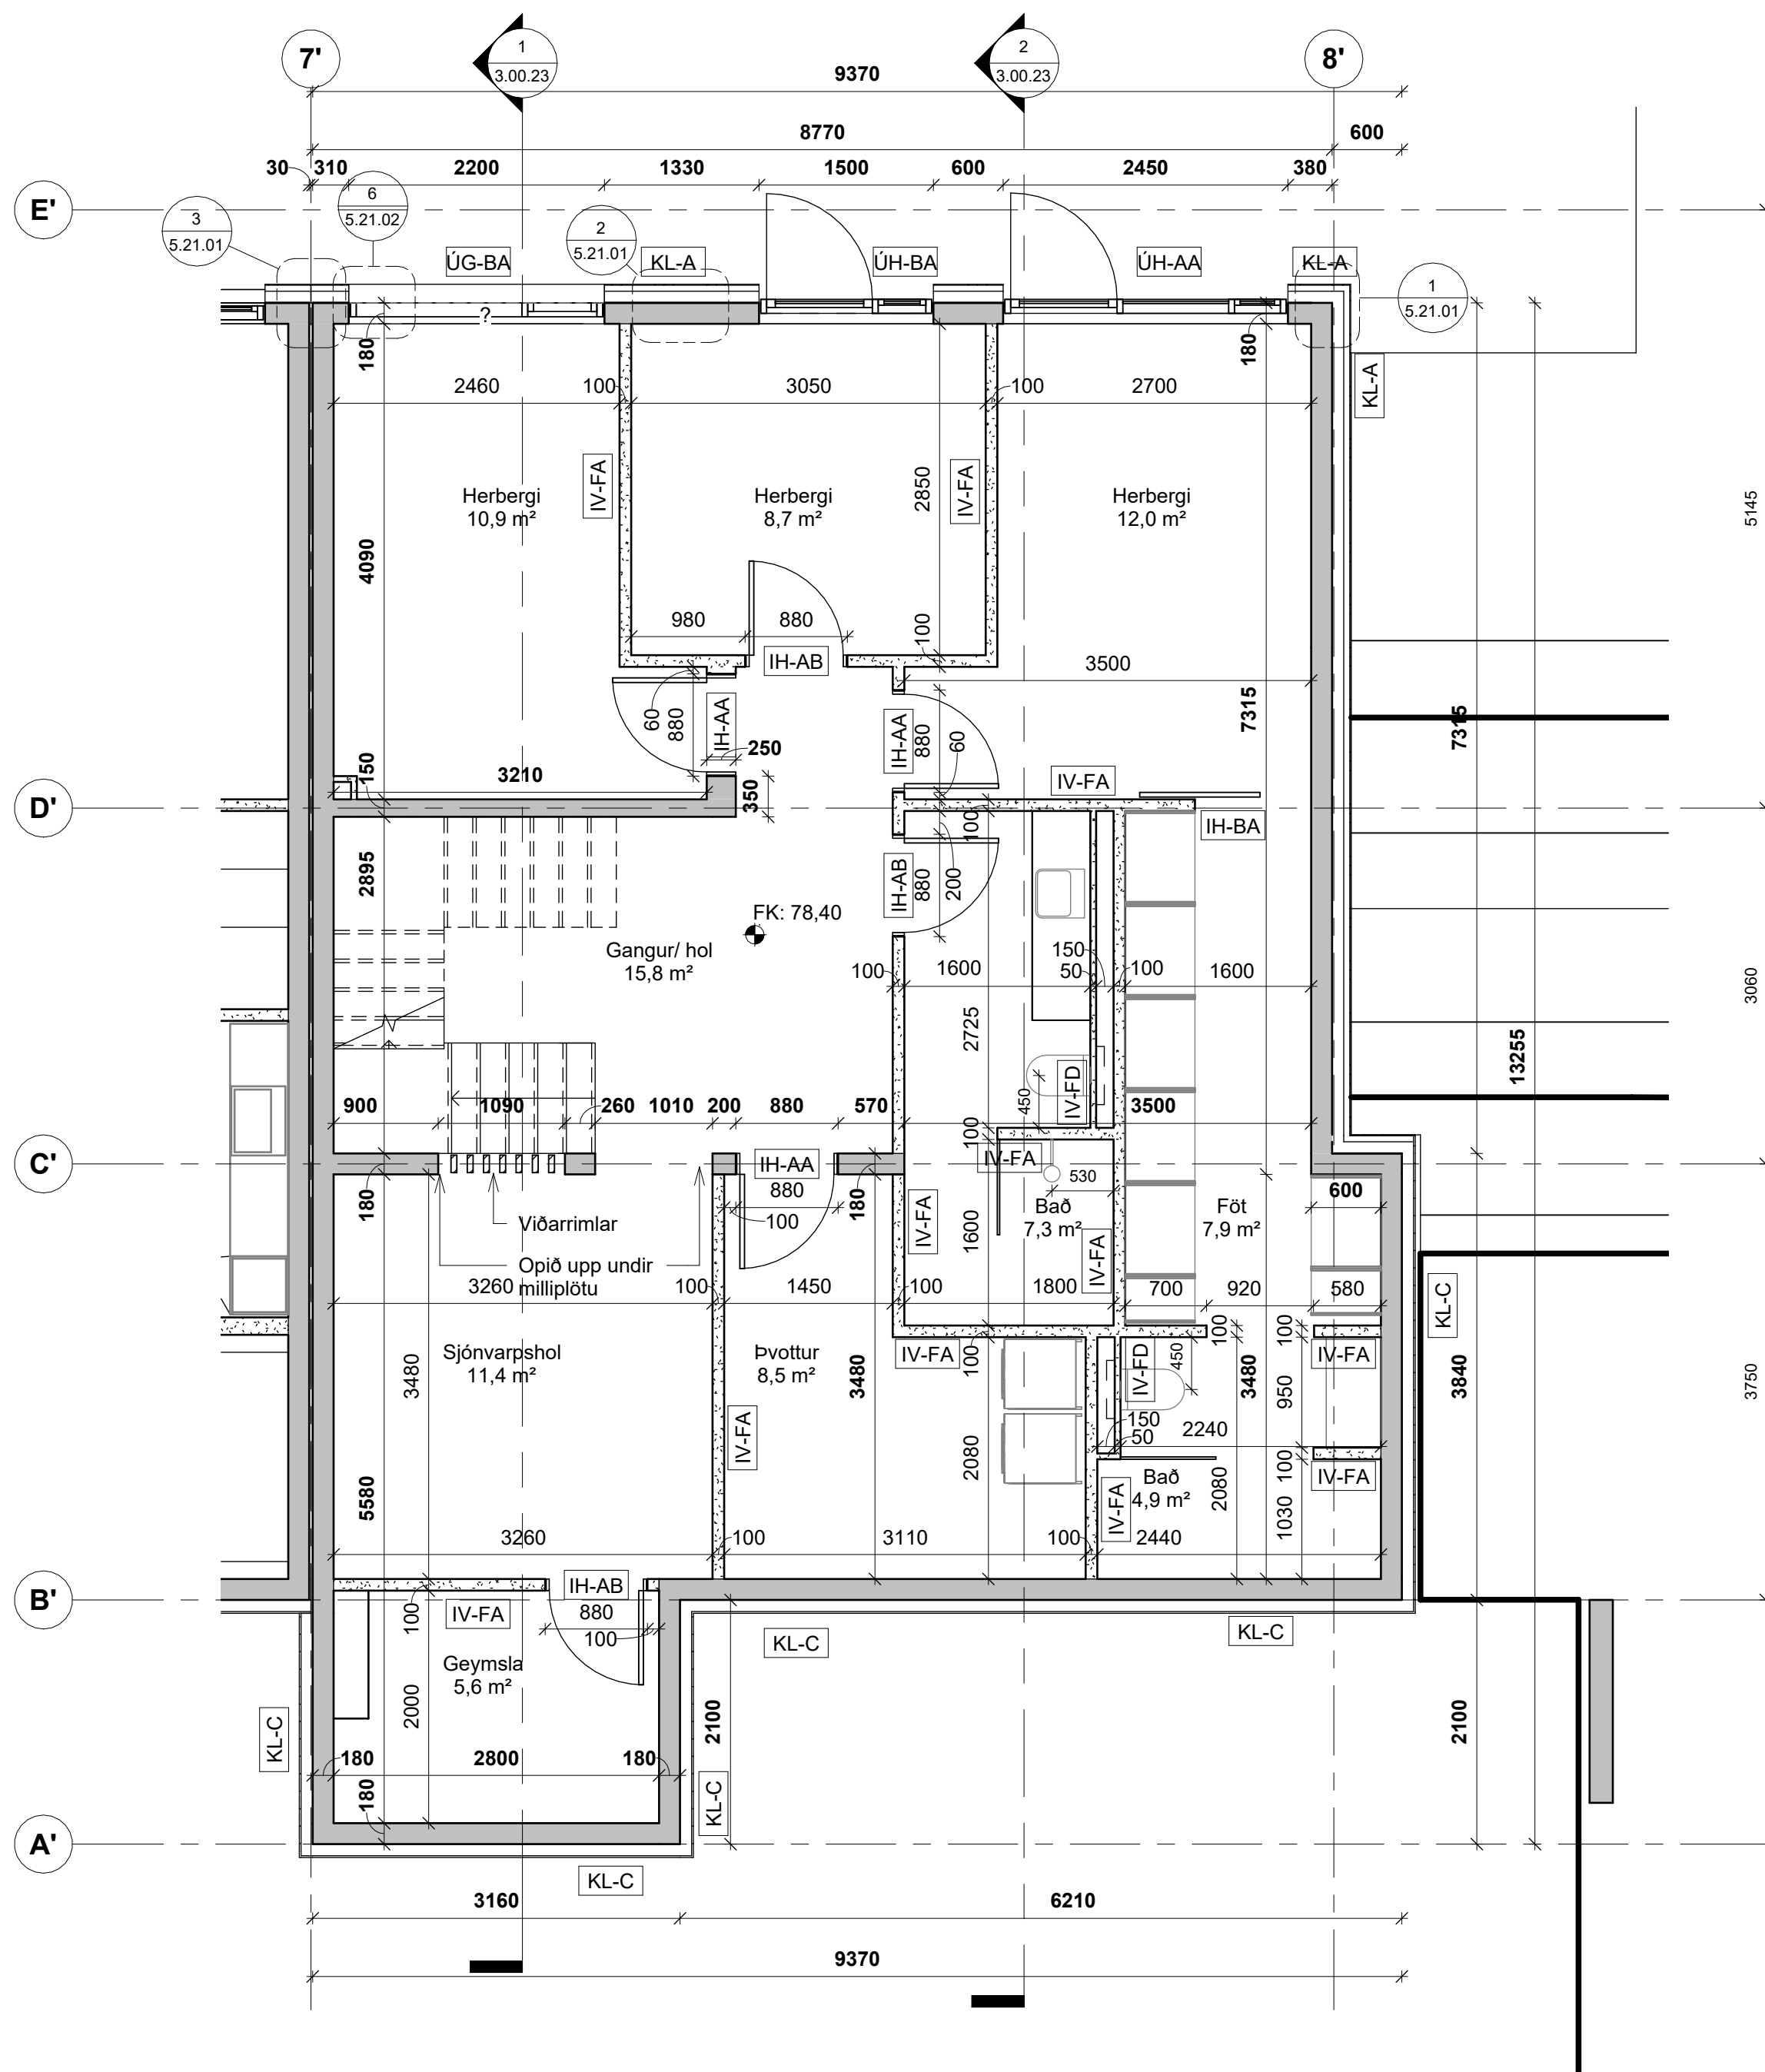 7'
1
3.00.23
2
3.00.23
8'
9370
8770
600
30
310
2200
1330
1500
600
2450
380
E'
3
5.21.01
6
5.21.02
2
5.21.01
1
5.21.01
ÚG-BA
KL-A
ÚH-BA
ÚH-AA
KL-A
?
180
180
KL-A
2460
100
3050
100
2700
IV-FA
2850
IV-FA
Herbergi
10,9 m²
Herbergi
8,7 m²
Herbergi
12,0 m²
5145
4090
980
880
100
IH-AB
3500
60
880
IH-AA
250
IH-AA
880
60
7315
7315
150
3210
350
IV-FA
D'
100
IH-BA
2895
IH-AB
880
200
FK: 78,40
Gangur/ hol
15,8 m²
150
100
1600
50
100
1600
2725
3060
13255
450
IV-FD
900
1090
260
1010
200
880
570
3500
100
C'
IH-AA
IV-FA
180
880
180
530
600
100
Viðarrimlar
IV-FA
1600
Bað
7,3 m²
IV-FA
Föt
7,9 m²
Opið upp undir
milliplötu
3260
100
1450
100
1800
700
920
580
KL-C
100
100
Sjónvarpshol
11,4 m²
3480
Þvottur
8,5 m²
3480
IV-FA
100
IV-FD
450
3480
950
IV-FA
3840
3750
IV-FA
150
50
2240
5580
2080
Bað
4,9 m²
IV-FA
2080
100
IV-FA
1030
3260
100
3110
100
2440
B'
IH-AB
100
IV-FA
880
100
KL-C
KL-C
Geymsla
5,6 m²
2000
2100
2100
KL-C
180
2800
180
180
KL-C
A'
KL-C
3160
6210
9370